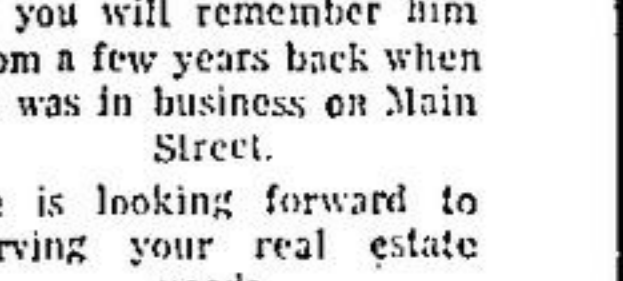 you will remember him
om a few years back when
was in business on Main
Street.
e is looking forward to
rving your real estate
needs